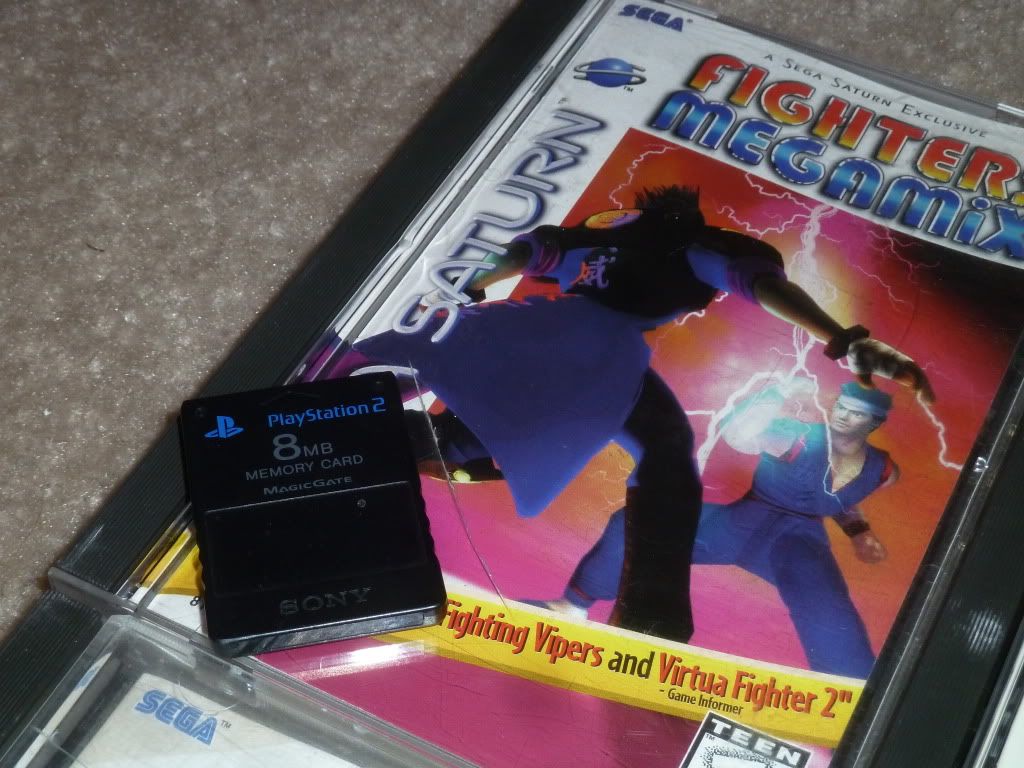 SEGA
A SEGA SATURN EXCLUSIVE
FIGHTERS
MEGAMiX
SATURN
威
PlayStation 2
8MB
MEMORY CARD
MAGICGATE
SONY
Fighting Vipers and Virtua Fighter 2"
- Game Informer
TEEN
SEGA